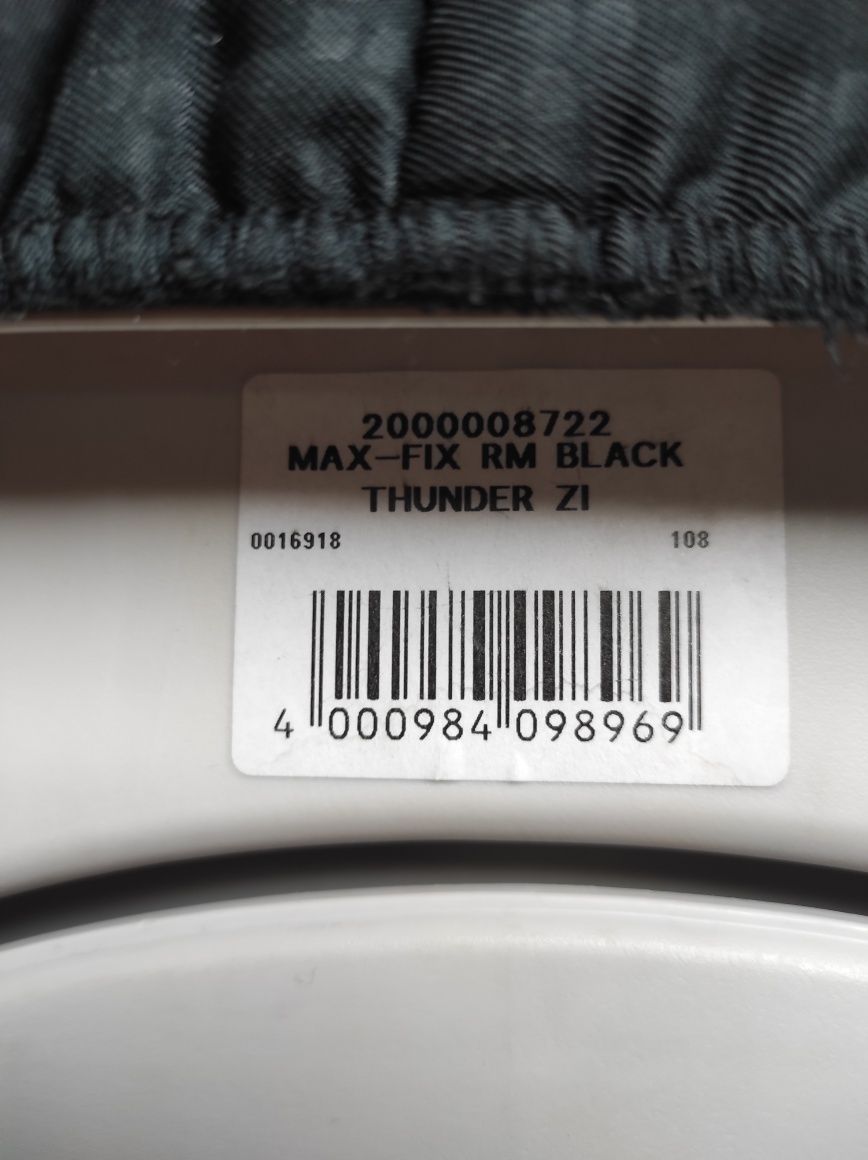 2000008722
MAX-FIX RM BLACK
THUNDER ZI
0016918 108
4 000984 098969